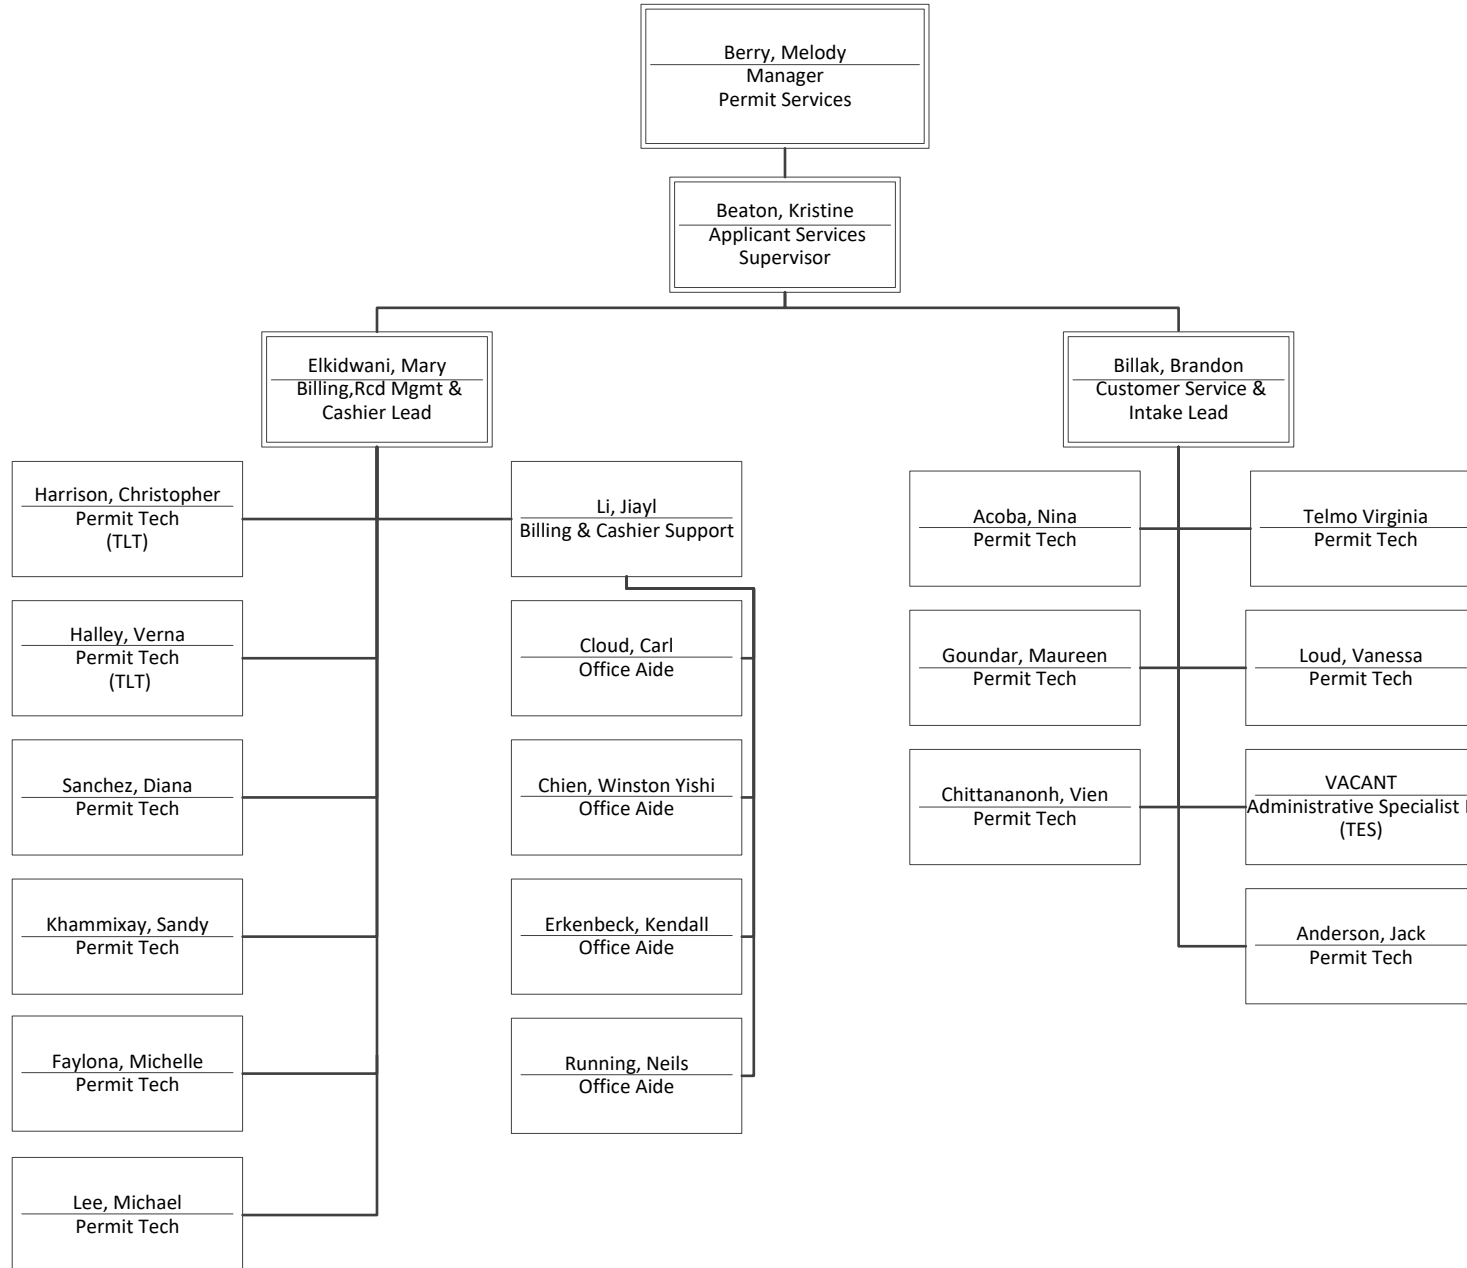 Berry, Melody
Manager
Permit Services
Beaton, Kristine
Applicant Services
Supervisor
Elkidwani, Mary
Billing,Rcd Mgmt &
Cashier Lead
Billak, Brandon
Customer Service &
Intake Lead
Harrison, Christopher
Permit Tech
(TLT)
Halley, Verna
Permit Tech
(TLT)
Sanchez, Diana
Permit Tech
Khammixay, Sandy
Permit Tech
Faylona, Michelle
Permit Tech
Lee, Michael
Permit Tech
Li, Jiayl
Billing & Cashier Support
Cloud, Carl
Office Aide
Chien, Winston Yishi
Office Aide
Erkenbeck, Kendall
Office Aide
Running, Neils
Office Aide
Acoba, Nina
Permit Tech
Goundar, Maureen
Permit Tech
Chittananonh, Vien
Permit Tech
Telmo Virginia
Permit Tech
Loud, Vanessa
Permit Tech
VACANT
Administrative Specialist
(TES)
Anderson, Jack
Permit Tech